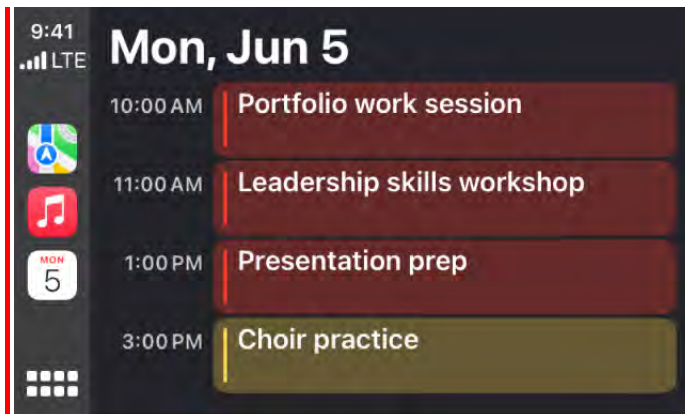 9:41
LTE
Mon, Jun 5
10:00 AM Portfolio work session
11:00 AM Leadership skills workshop
MON
5
1:00 PM Presentation prep
3:00 PM Choir practice